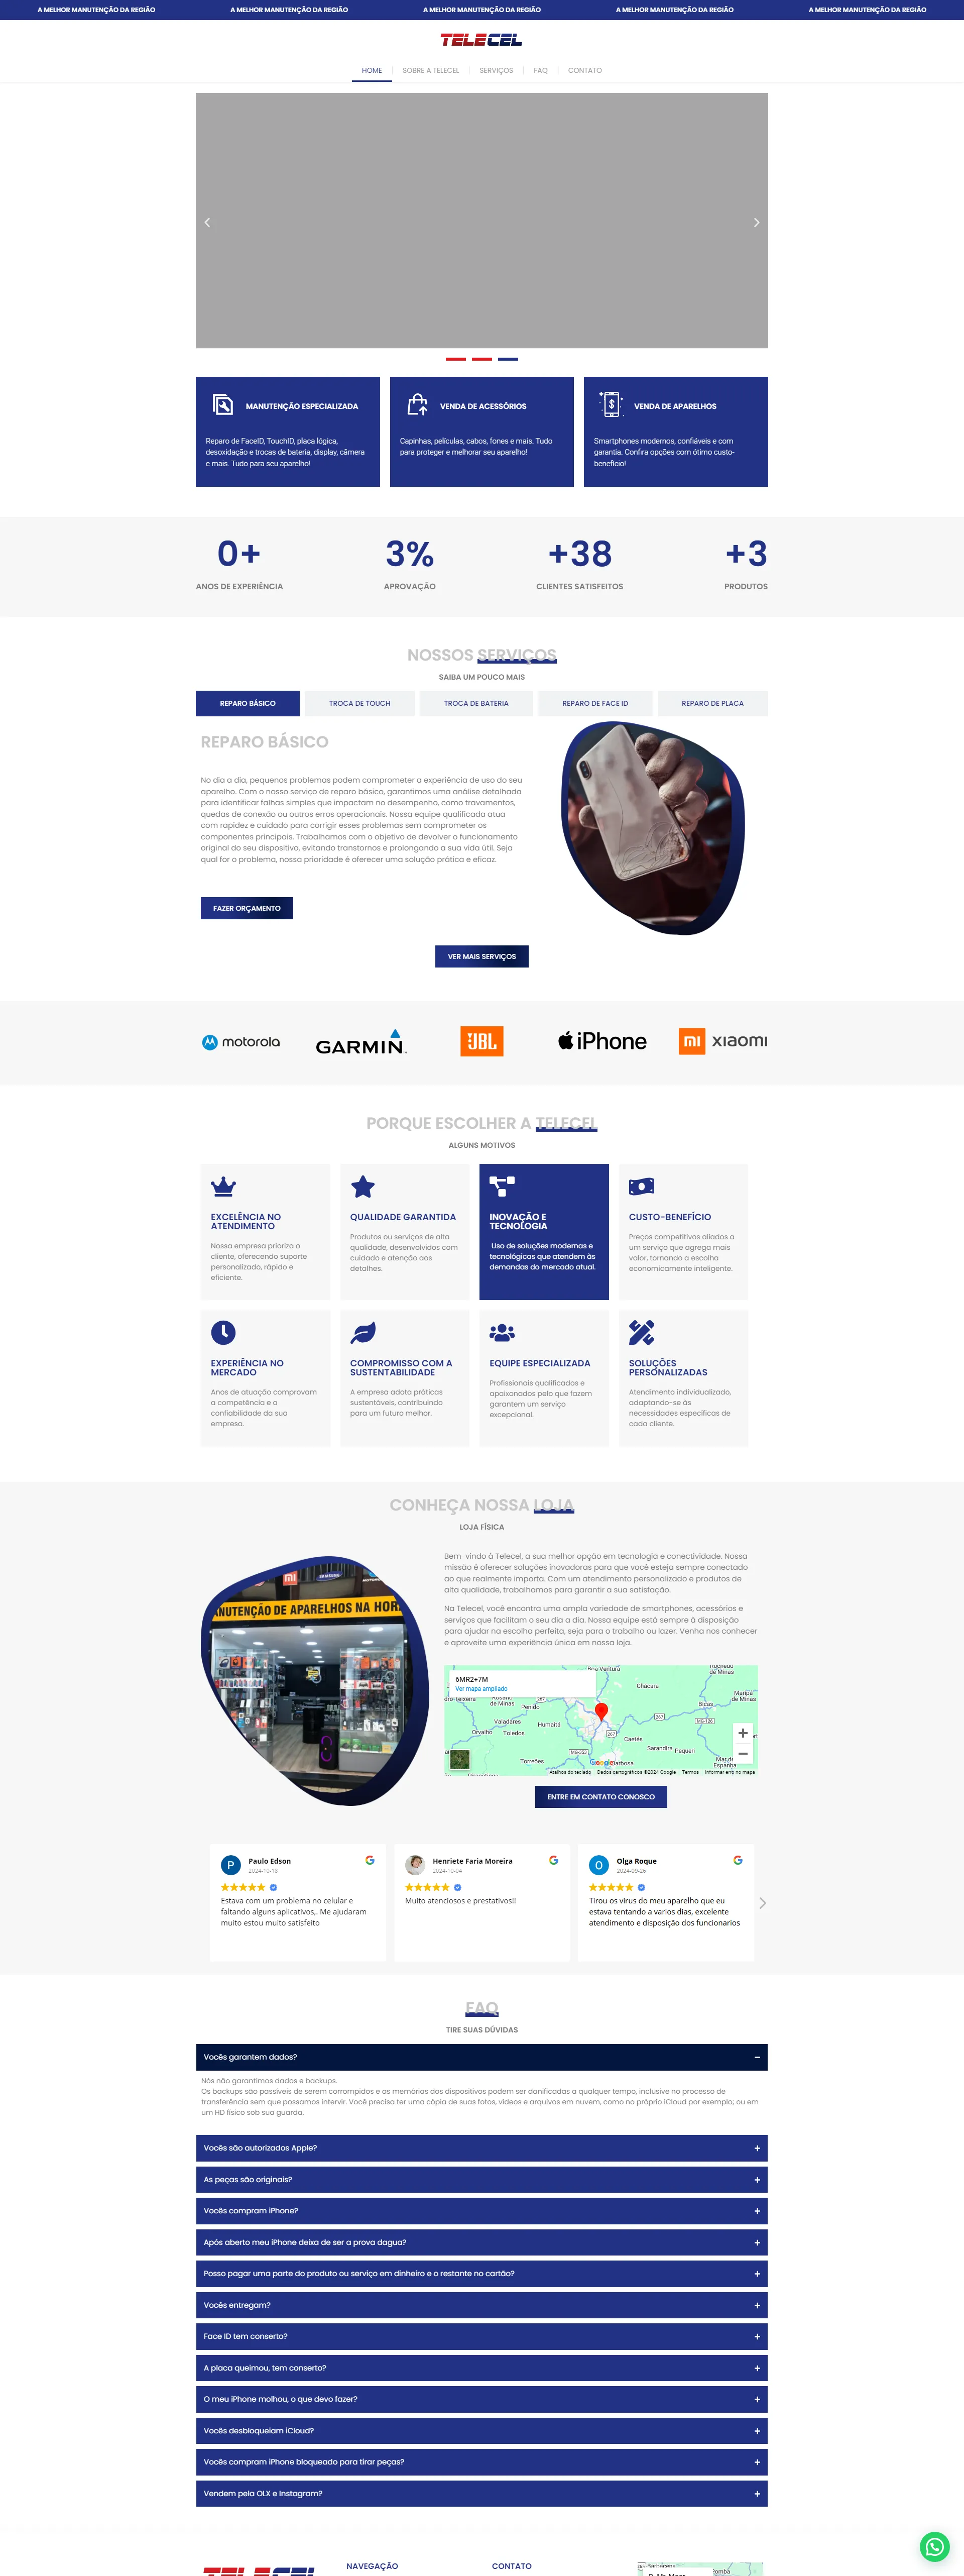 A MELHOR MANUTENÇÃO DA REGIÃO A MELHOR MANUTENÇÃO DA REGIÃO A MELHOR MANUTENÇÃO DA REGIÃO A MELHOR MANUTENÇÃO DA REGIÃO A MELHOR MANUTENÇÃO DA REGIÃO
TELECEL
HOME SOBRE A TELECEL SERVIÇOS FAQ CONTATO
MANUTENÇÃO ESPECIALIZADA
Reparo de FaceID, TouchID, placa lógica,
desoxidação e trocas de bateria, display, câmera
e mais. Tudo para seu aparelho!
VENDA DE ACESSÓRIOS
Capinhas, películas, cabos, fones e mais. Tudo
para proteger e melhorar seu aparelho!
VENDA DE APARELHOS
Smartphones modernos, confiáveis e com
garantia. Confira opções com ótimo custo-
benefício!
0+
ANOS DE EXPERIÊNCIA
3%
APROVAÇÃO
+38
CLIENTES SATISFEITOS
+3
PRODUTOS
NOSSOS SERVIÇOS
SAIBA UM POUCO MAIS
REPARO BÁSICO TROCA DE TOUCH TROCA DE BATERIA REPARO DE FACE ID REPARO DE PLACA
REPARO BÁSICO
No dia a dia, pequenos problemas podem comprometer a experiência de uso do seu
aparelho. Com o nosso serviço de reparo básico, garantimos uma análise detalhada
para identificar falhas simples que impactam no desempenho, como travamentos,
quedas de conexão ou outros erros operacionais. Nossa equipe qualificada atua
com rapidez e cuidado para corrigir esses problemas sem comprometer os
componentes principais. Trabalhamos com o objetivo de devolver o funcionamento
original do seu dispositivo, evitando transtornos e prolongando a sua vida útil. Seja
qual for o problema, nossa prioridade é oferecer uma solução prática e eficaz.
FAZER ORÇAMENTO
VER MAIS SERVIÇOS
motorola GARMIN JBL iPhone mi xiaomi
PORQUE ESCOLHER A TELECEL
ALGUNS MOTIVOS
EXCELÊNCIA NO
ATENDIMENTO
Nossa empresa prioriza o
cliente, oferecendo suporte
personalizado, rápido e
eficiente.
QUALIDADE GARANTIDA
Produtos ou serviços de alta
qualidade, desenvolvidos com
cuidado e atenção aos
detalhes.
INOVAÇÃO E
TECNOLOGIA
Uso de soluções modernas e
tecnológicas que atendem às
demandas do mercado atual.
CUSTO-BENEFÍCIO
Preços competitivos aliados a
um serviço que agrega mais
valor, tornando a escolha
economicamente inteligente.
EXPERIÊNCIA NO
MERCADO
Anos de atuação comprovam
a competência e a
confiabilidade da sua
empresa.
COMPROMISSO COM A
SUSTENTABILIDADE
A empresa adota práticas
sustentáveis, contribuindo
para um futuro melhor.
EQUIPE ESPECIALIZADA
Profissionais qualificados e
apaixonados pelo que fazem
garantem um serviço
excepcional.
SOLUÇÕES
PERSONALIZADAS
Atendimento individualizado,
adaptando-se às
necessidades específicas de
cada cliente.
CONHEÇA NOSSA LOJA
LOJA FÍSICA
mi SAMSUNG
ANUTENÇÃO DE APARELHOS NA HOR
Bem-vindo à Telecel, a sua melhor opção em tecnologia e conectividade. Nossa
missão é oferecer soluções inovadoras para que você esteja sempre conectado
ao que realmente importa. Com um atendimento personalizado e produtos de
alta qualidade, trabalhamos para garantir a sua satisfação.
Na Telecel, você encontra uma ampla variedade de smartphones, acessórios e
serviços que facilitam o seu dia a dia. Nossa equipe está sempre à disposição
para ajudar na escolha perfeita, seja para o trabalho ou lazer. Venha nos conhecer
e aproveite uma experiência única em nossa loja.
6MR2+7M
Ver mapa ampliado
Boa Ventura
Chácara
de Minas
Maripá
de Minas
Bicas
Penido
Valadares
Humaitá
Orvalho
Toledos
Caetés
Sarandira
Pequeri
Torreões
267
267
267
MG-353
MG-126
Google
Atalhos do teclado Dados cartográficos ©2024 Google Termos Informar erro no mapa
ENTRE EM CONTATO CONOSCO
P
Paulo Edson
2024-10-18
Estava com um problema no celular e
faltando alguns aplicativos,. Me ajudaram
muito estou muito satisfeito
Henriete Faria Moreira
2024-10-04
Muito atenciosos e prestativos!!
O
Olga Roque
2024-09-26
Tirou os virus do meu aparelho que eu
estava tentando a varios dias, excelente
atendimento e disposição dos funcionarios
FAQ
TIRE SUAS DÚVIDAS
Vocês garantem dados?
Nós não garantimos dados e backups.
Os backups são passíveis de serem corrompidos e as memórias dos dispositivos podem ser danificadas a qualquer tempo, inclusive no processo de
transferência sem que possamos intervir. Você precisa ter uma cópia de suas fotos, vídeos e arquivos em nuvem, como no próprio iCloud por exemplo; ou em
um HD físico sob sua guarda.
Vocês são autorizados Apple?
As peças são originais?
Vocês compram iPhone?
Após aberto meu iPhone deixa de ser a prova dagua?
Posso pagar uma parte do produto ou serviço em dinheiro e o restante no cartão?
Vocês entregam?
Face ID tem conserto?
A placa queimou, tem conserto?
O meu iPhone molhou, o que devo fazer?
Vocês desbloqueiam iCloud?
Vocês compram iPhone bloqueado para tirar peças?
Vendem pela OLX e Instagram?
TELECEL
NAVEGAÇÃO
CONTATO